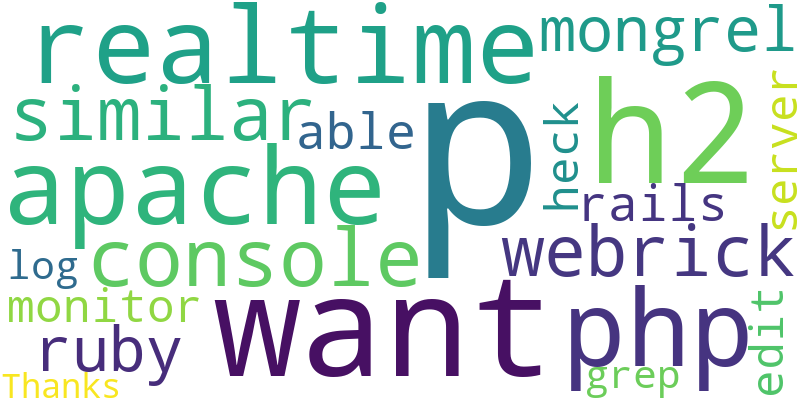 realtime
mongrel
similar
able
p
heck
h2
server
apache
rails
console
webrick
log
monitor
want
php
edit
ruby
grep
Thanks